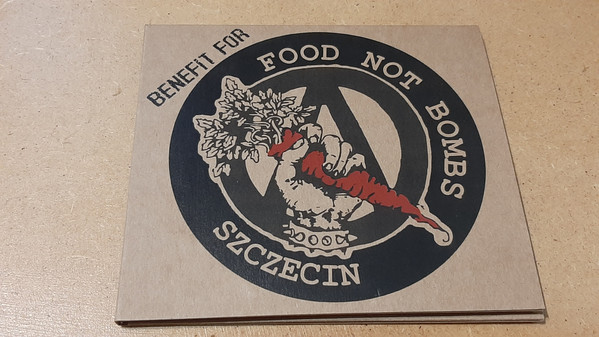 BENEFiT FOR
FOOD NOT BOMBS
SZCZECIN